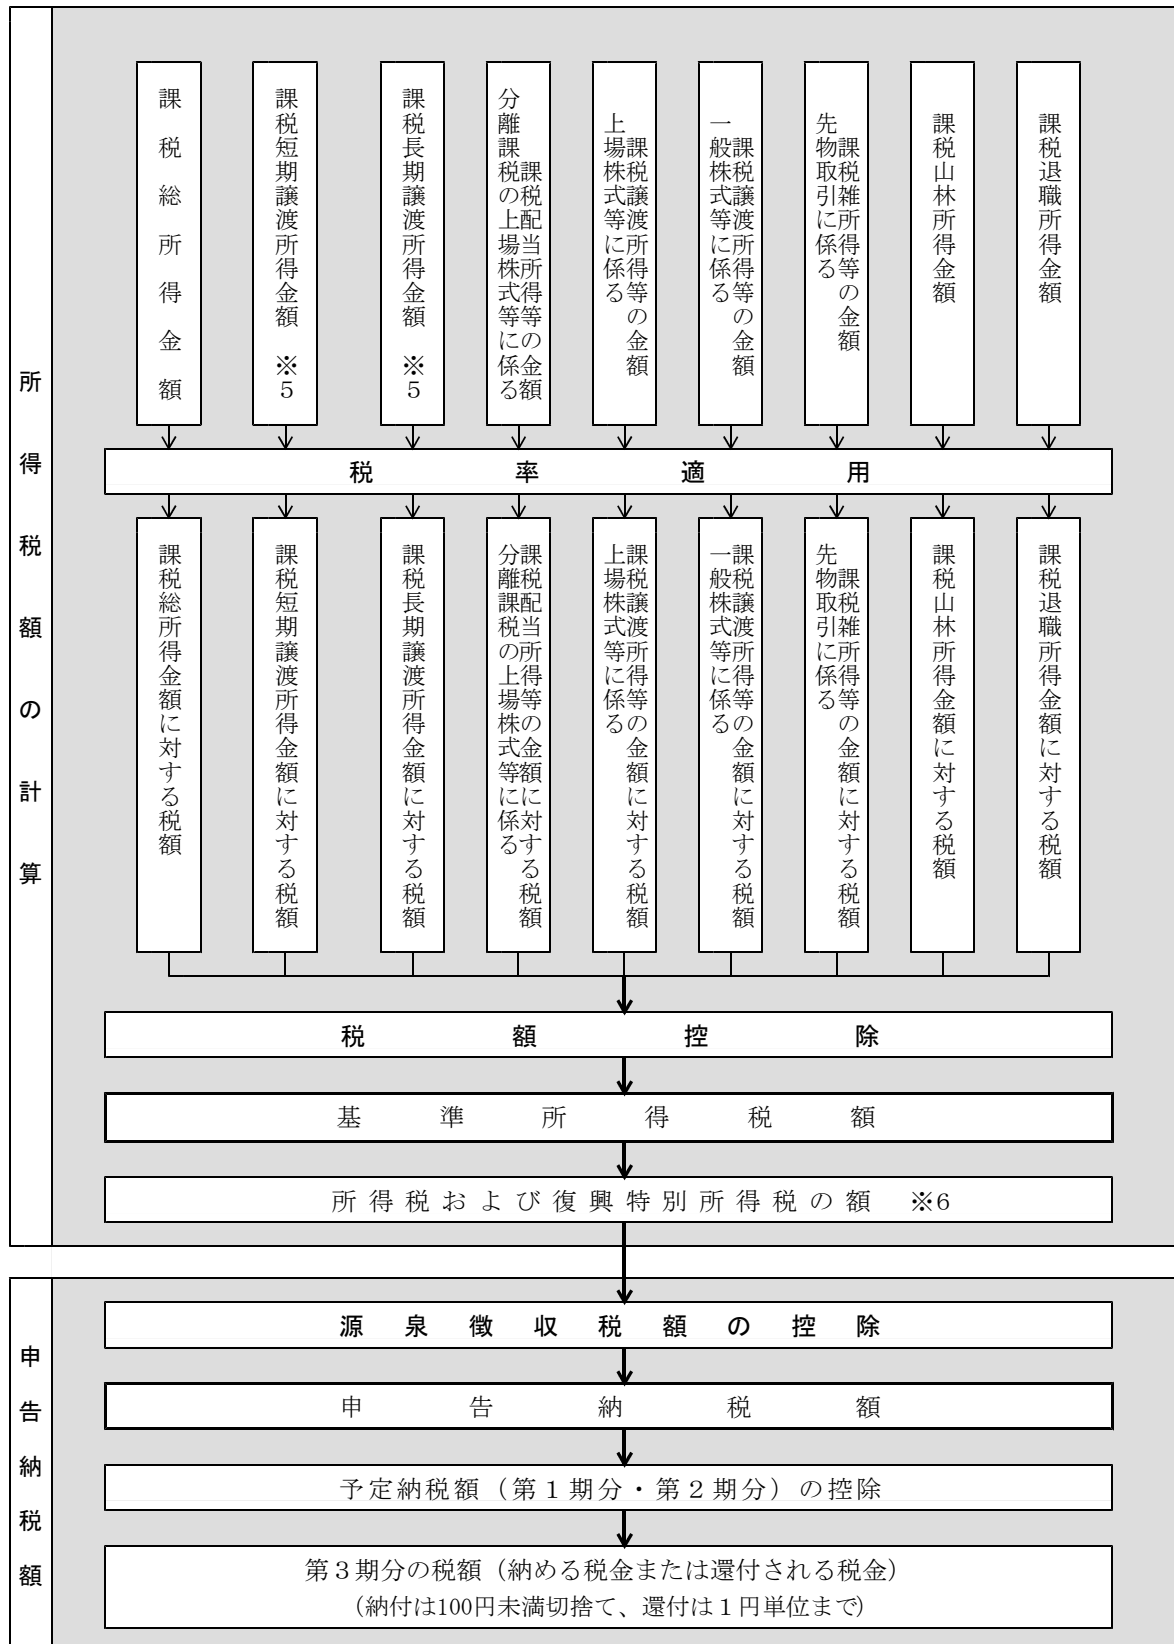 所得税額の計算
課税総所得金額
課税短期譲渡所得金額 ※5
課税長期譲渡所得金額 ※5
分離課税の上場株式等に係る
課税配当所得等の金額
上場株式等に係る
課税譲渡所得等の金額
一般株式等に係る
課税譲渡所得等の金額
先物取引に係る
課税雑所得等の金額
課税山林所得金額
課税退職所得金額
税率適用
課税総所得金額に対する税額
課税短期譲渡所得金額に対する税額
課税長期譲渡所得金額に対する税額
分離課税の上場株式等に係る
課税配当所得等の金額に対する税額
上場株式等に係る
課税譲渡所得等の金額に対する税額
一般株式等に係る
課税譲渡所得等の金額に対する税額
先物取引に係る
課税雑所得等の金額に対する税額
課税山林所得金額に対する税額
課税退職所得金額に対する税額
税額控除
基準所得税額
所得税および復興特別所得税の額 ※6
申告納税額
源泉徴収税額の控除
申告納税額
予定納税額（第１期分・第２期分）の控除
第３期分の税額（納める税金または還付される税金）
（納付は100円未満切捨て、還付は１円単位まで）